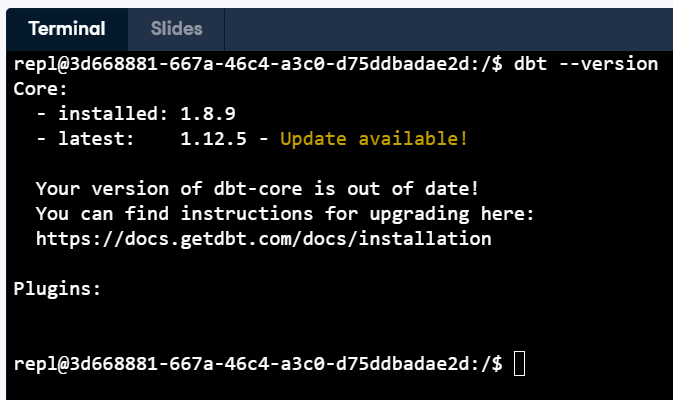 Terminal
Slides
repl@3d668881-667a-46c4-a3c0-d75ddbadae2d:/$ dbt --version
Core:
  - installed: 1.8.9
  - latest:    1.12.5 - Update available!

  Your version of dbt-core is out of date!
  You can find instructions for upgrading here:
  https://docs.getdbt.com/docs/installation

Plugins:


repl@3d668881-667a-46c4-a3c0-d75ddbadae2d:/$